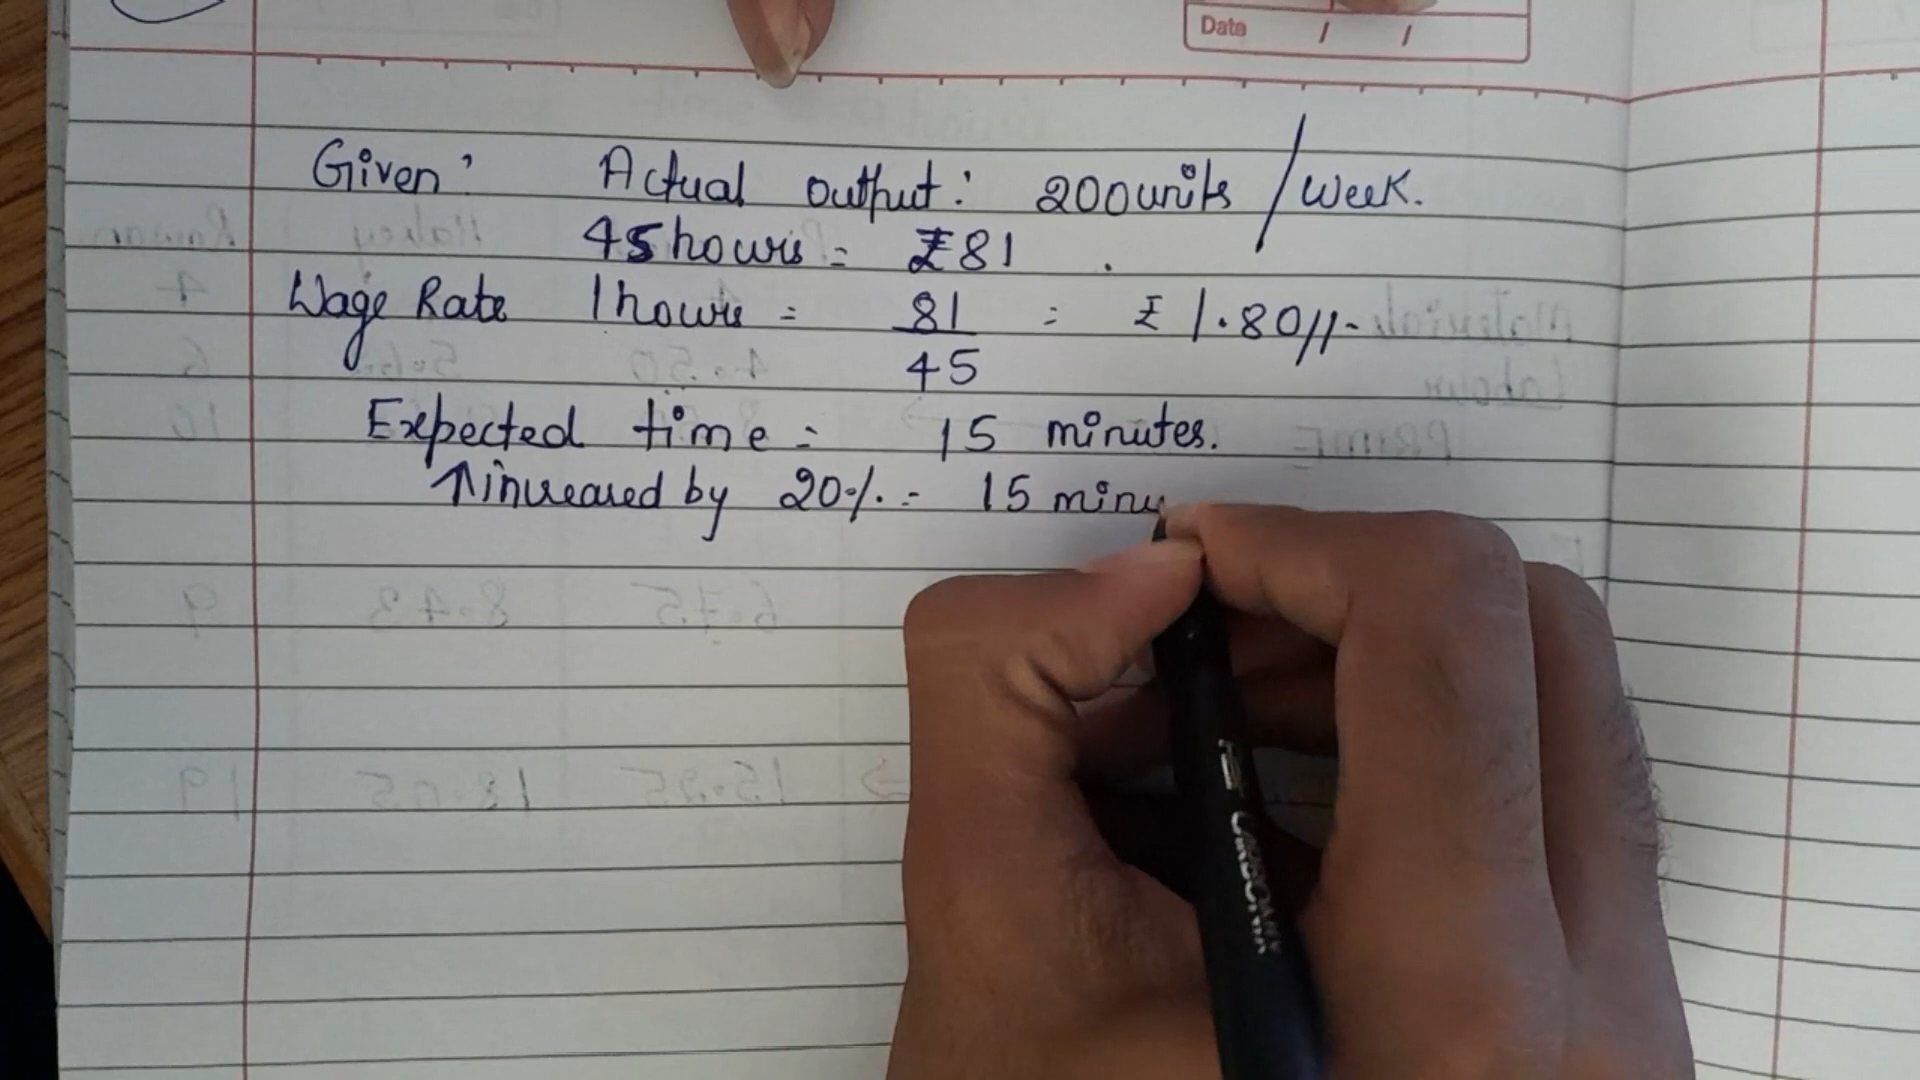 Date / /
Given: Actual output: 200 units / week.
45 hours = ₹81.
Wage Rate 1 hours = 81/45 = ₹ 1.80//-
Expected time = 15 minutes.
↑ increased by 20% = 15 minu